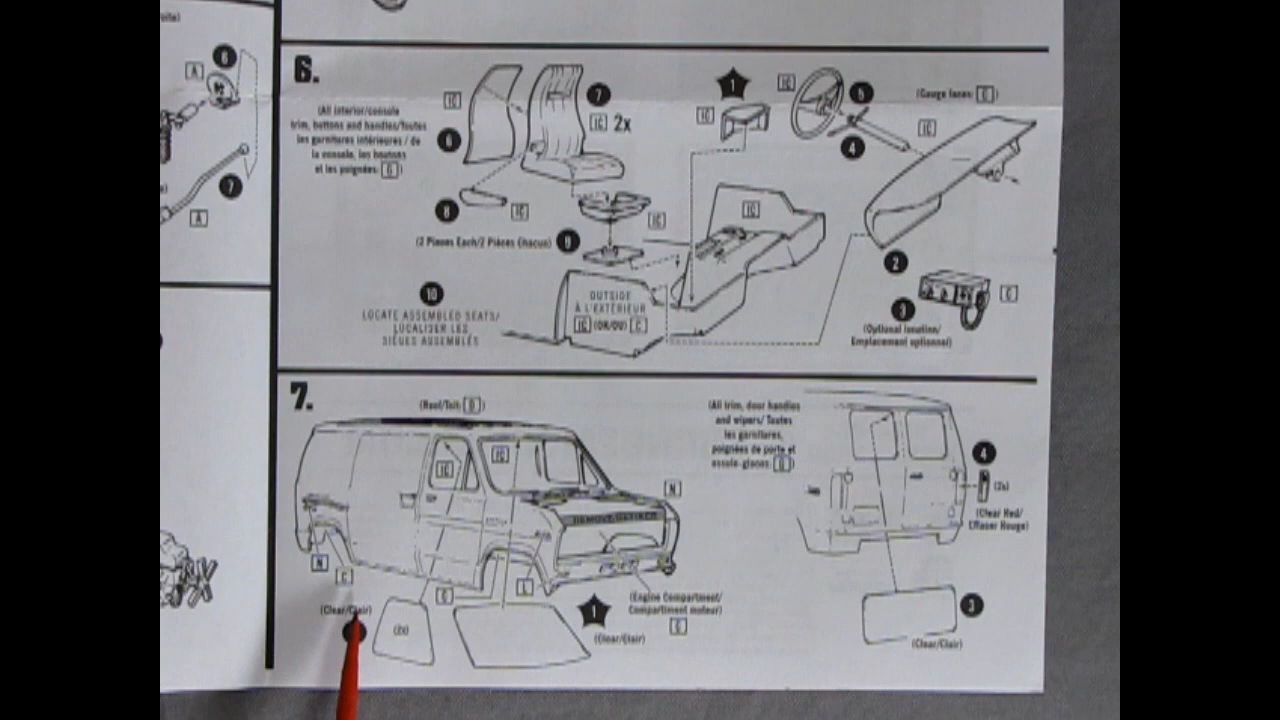 A
8
7
A
6.
(All interior/console
trim, buttons and handles/Toutes
les garnitures intérieures / de
la console, les boutons
et les poignées: G )
IC
6
7
IC 2x
8
IC
IC
(2 Pieces Each/2 Pièces Chacus)
9
10
LOCATE ASSEMBLED SEATS/
LOCALISER LES
SIÈGES ASSEMBLÉS
OUTSIDE
À L'EXTÉRIEUR
IC (OR/OU) C
1
IC
IC
5
4
IC
(Gauge faces: C )
IC
2
3
C
(Optional location/
Emplacement optionnel)
7.
(Roof/Toit: D )
IC
IC
N
N
C
C
L
(Clear/Clair)
(2x)
1
(Clear/Clair)
(Engine Compartment/
Compartiment moteur)
C
(All trim, door handles
and wipers/ Toutes
les garnitures,
poignées de porte et
essuie-glaces: )
4
(2x)
(Clear Red/
3
(Clear/Clair)